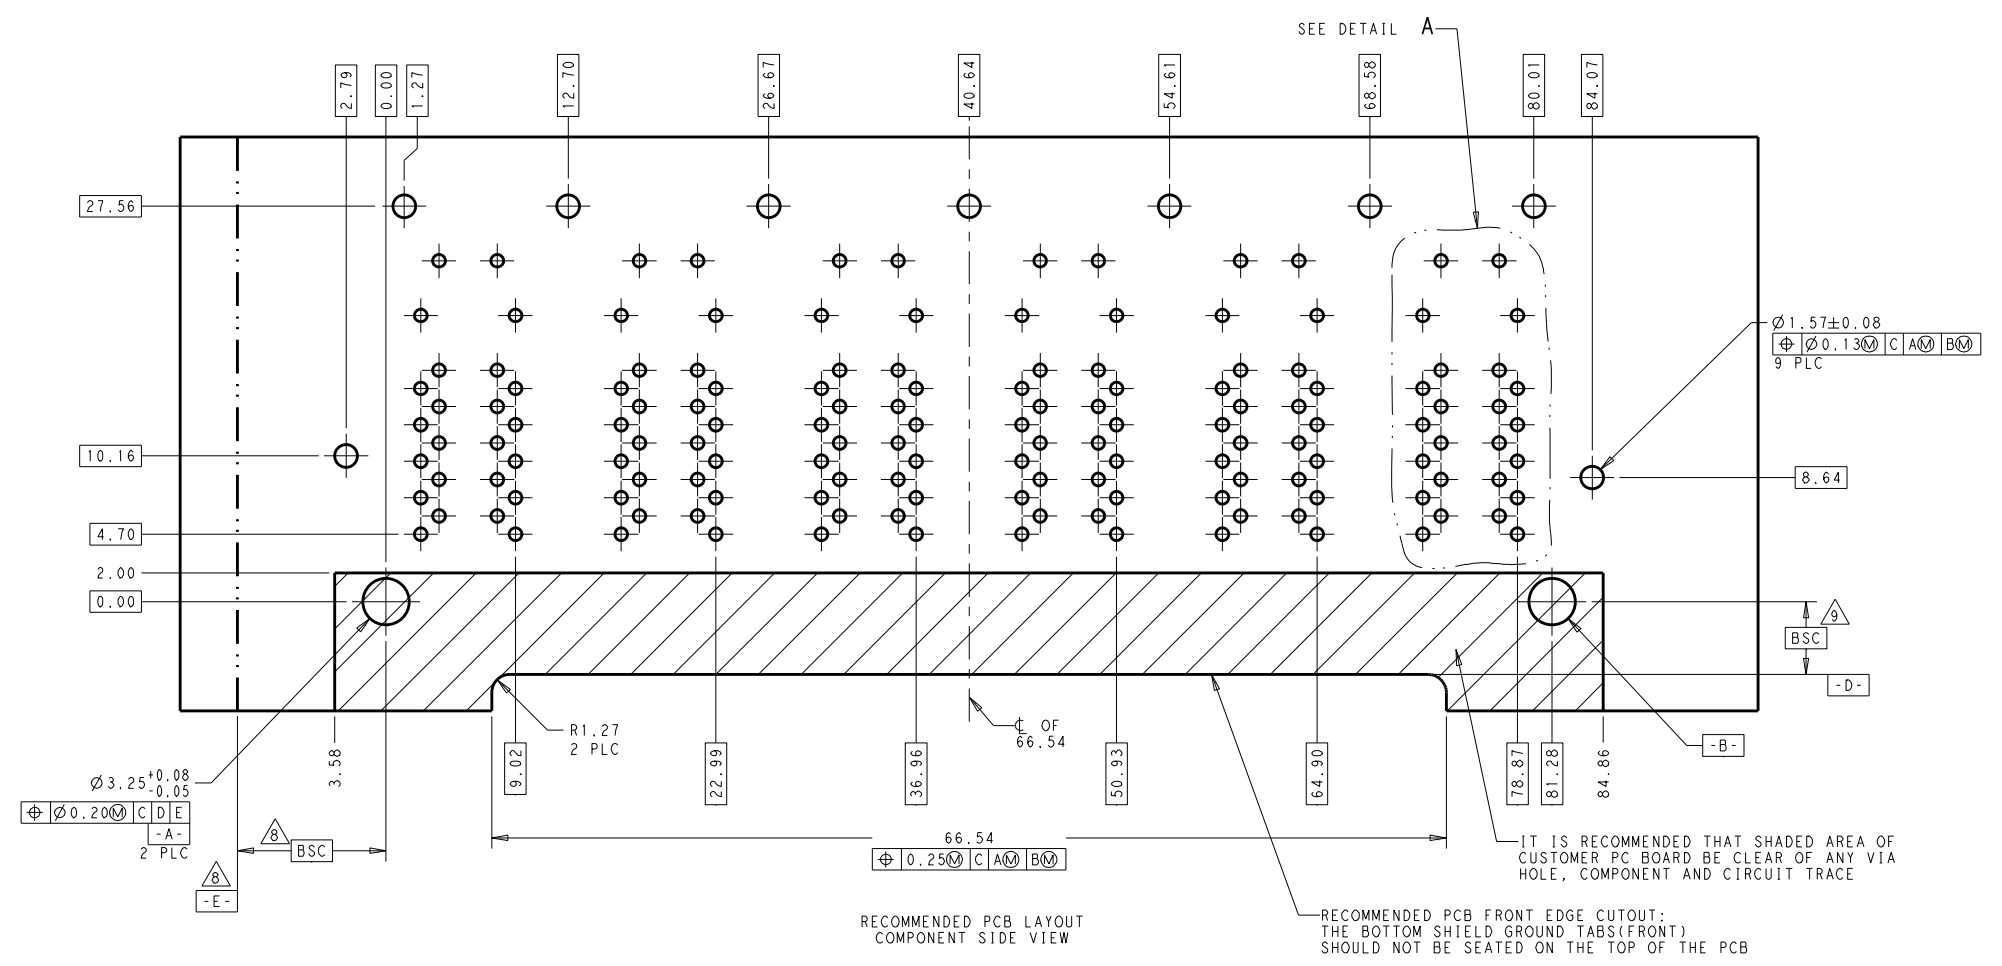 SEE DETAIL A
2.79
0.00
1.27
12.70
26.67
40.64
54.61
68.58
80.01
84.07
27.56
Ø1.57±0.08
⌖ Ø0.13Ⓜ C AⓂ BⓂ
9 PLC
10.16
8.64
4.70
2.00
0.00
9
BSC
-D-
R1.27
2 PLC
℄ OF
66.54
-B-
3.58
9.02
22.99
36.96
50.93
64.90
78.87
81.28
84.86
Ø3.25 +0.08
-0.05
⌖ Ø0.20Ⓜ C D E
-A-
2 PLC
8
BSC
8
-E-
66.54
⌖ 0.25Ⓜ C AⓂ BⓂ
IT IS RECOMMENDED THAT SHADED AREA OF
CUSTOMER PC BOARD BE CLEAR OF ANY VIA
HOLE, COMPONENT AND CIRCUIT TRACE
RECOMMENDED PCB LAYOUT
COMPONENT SIDE VIEW
RECOMMENDED PCB FRONT EDGE CUTOUT:
THE BOTTOM SHIELD GROUND TABS(FRONT)
SHOULD NOT BE SEATED ON THE TOP OF THE PCB